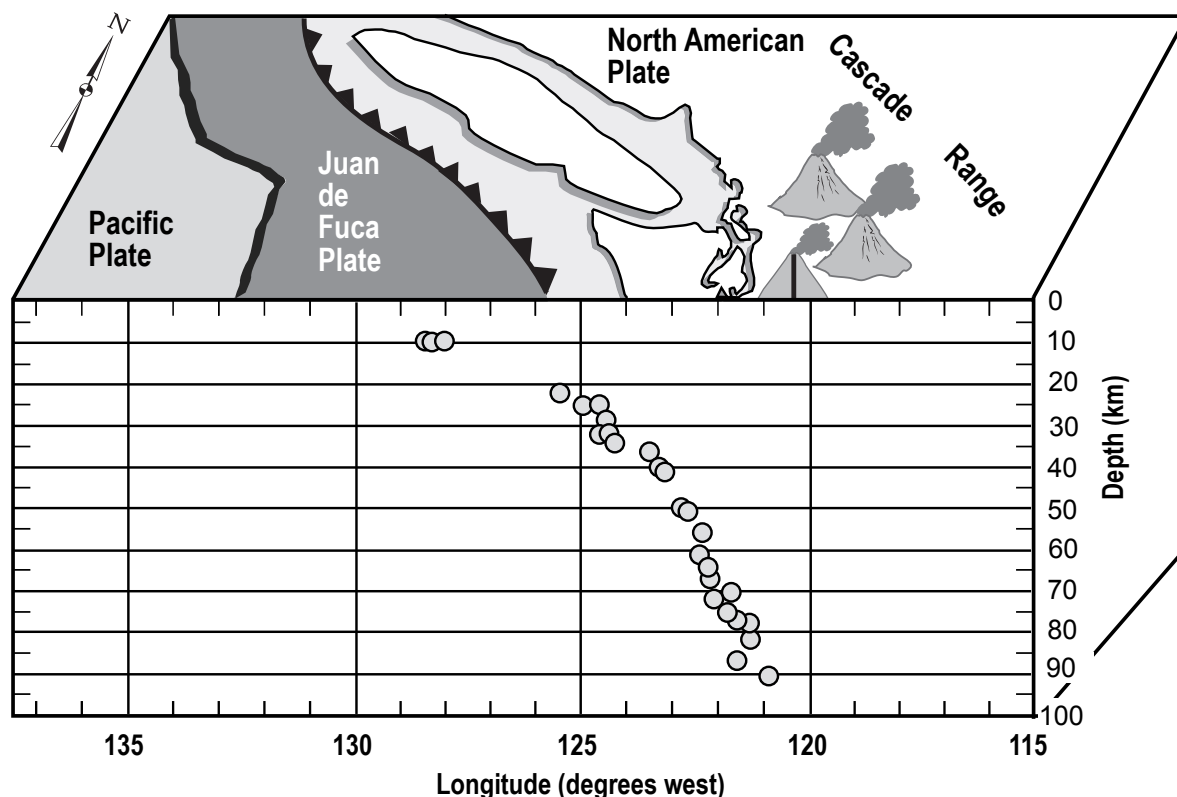 N
North American
Plate
Cascade
Range
Juan
de
Fuca
Plate
Pacific
Plate
0
10
20
30
40
50
60
70
80
90
100
Depth (km)
135
130
125
120
115
Longitude (degrees west)